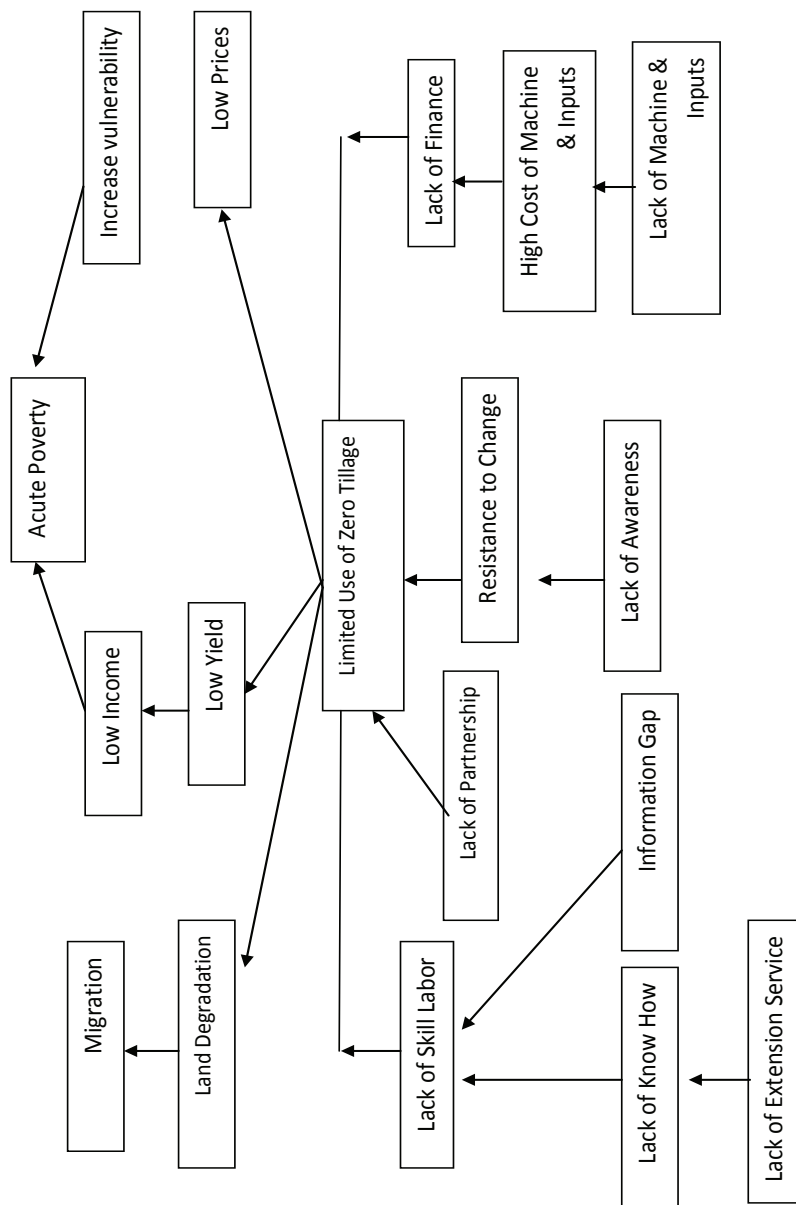 Acute Poverty
Migration
Low Income
Increase vulnerability
Land Degradation
Low Yield
Low Prices
Limited Use of Zero Tillage
Lack of Skill Labor
Lack of Partnership
Resistance to Change
Lack of Finance
High Cost of Machine
& Inputs
Lack of Know How
Information Gap
Lack of Awareness
Lack of Machine &
Inputs
Lack of Extension Service